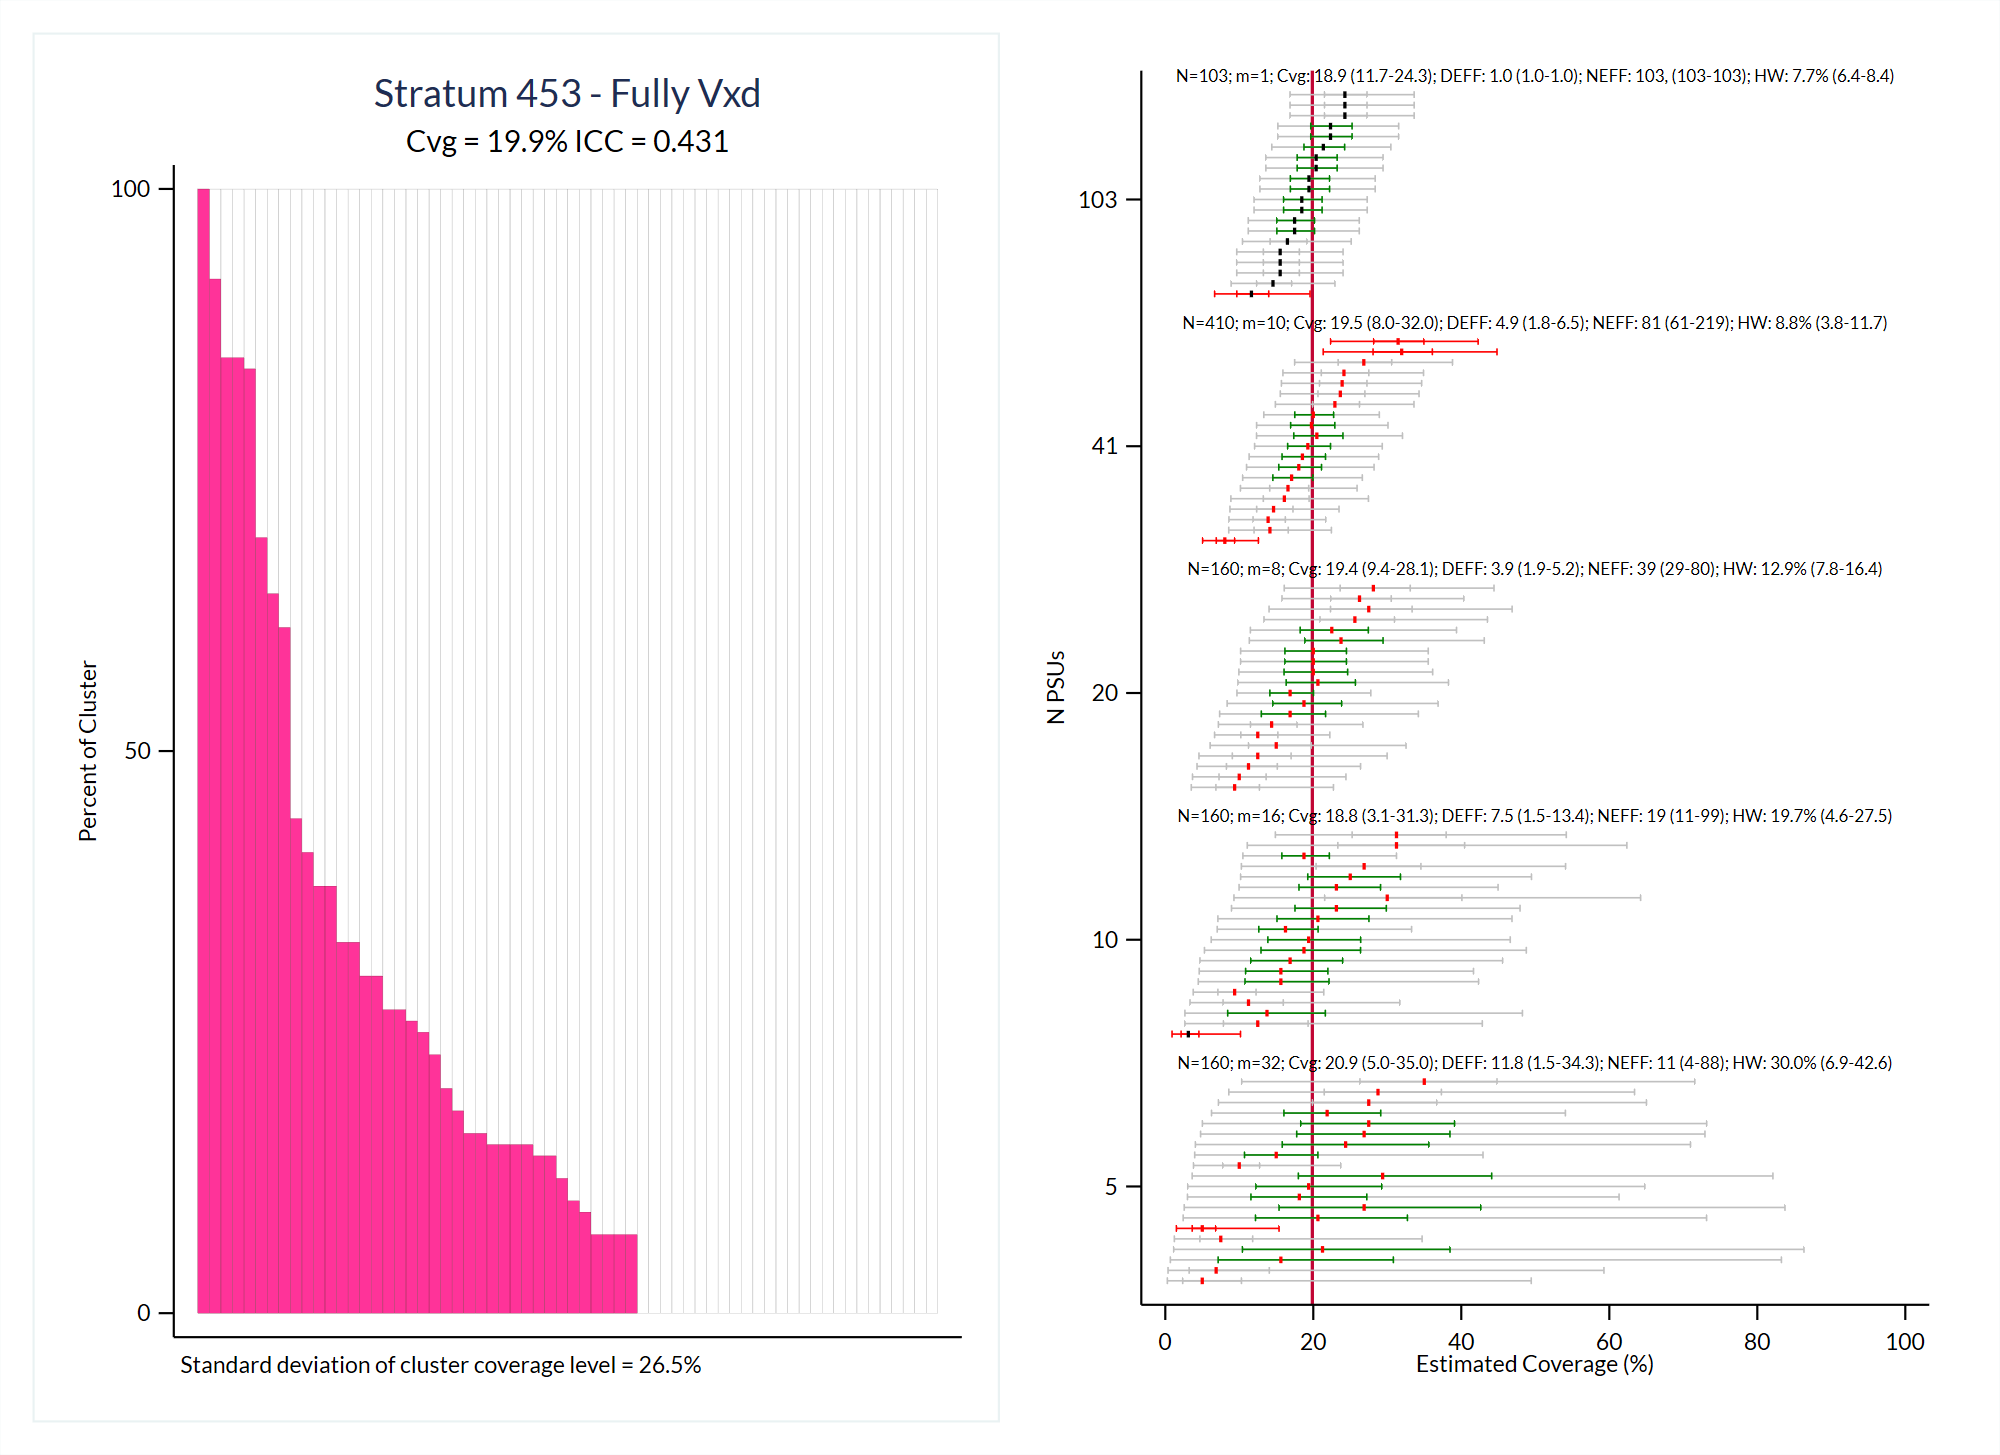 Stratum 453 - Fully Vxd
Cvg = 19.9% ICC = 0.431
100
50
0
Percent of Cluster
Standard deviation of cluster coverage level = 26.5%
N=103; m=1; Cvg: 18.9 (11.7-24.3); DEFF: 1.0 (1.0-1.0); NEFF: 103, (103-103); HW: 7.7% (6.4-8.4)
103
N=410; m=10; Cvg: 19.5 (8.0-32.0); DEFF: 4.9 (1.8-6.5); NEFF: 81 (61-219); HW: 8.8% (3.8-11.7)
41
N=160; m=8; Cvg: 19.4 (9.4-28.1); DEFF: 3.9 (1.9-5.2); NEFF: 39 (29-80); HW: 12.9% (7.8-16.4)
N PSUs
20
N=160; m=16; Cvg: 18.8 (3.1-31.3); DEFF: 7.5 (1.5-13.4); NEFF: 19 (11-99); HW: 19.7% (4.6-27.5)
10
N=160; m=32; Cvg: 20.9 (5.0-35.0); DEFF: 11.8 (1.5-34.3); NEFF: 11 (4-88); HW: 30.0% (6.9-42.6)
5
0 20 40 60 80 100
Estimated Coverage (%)